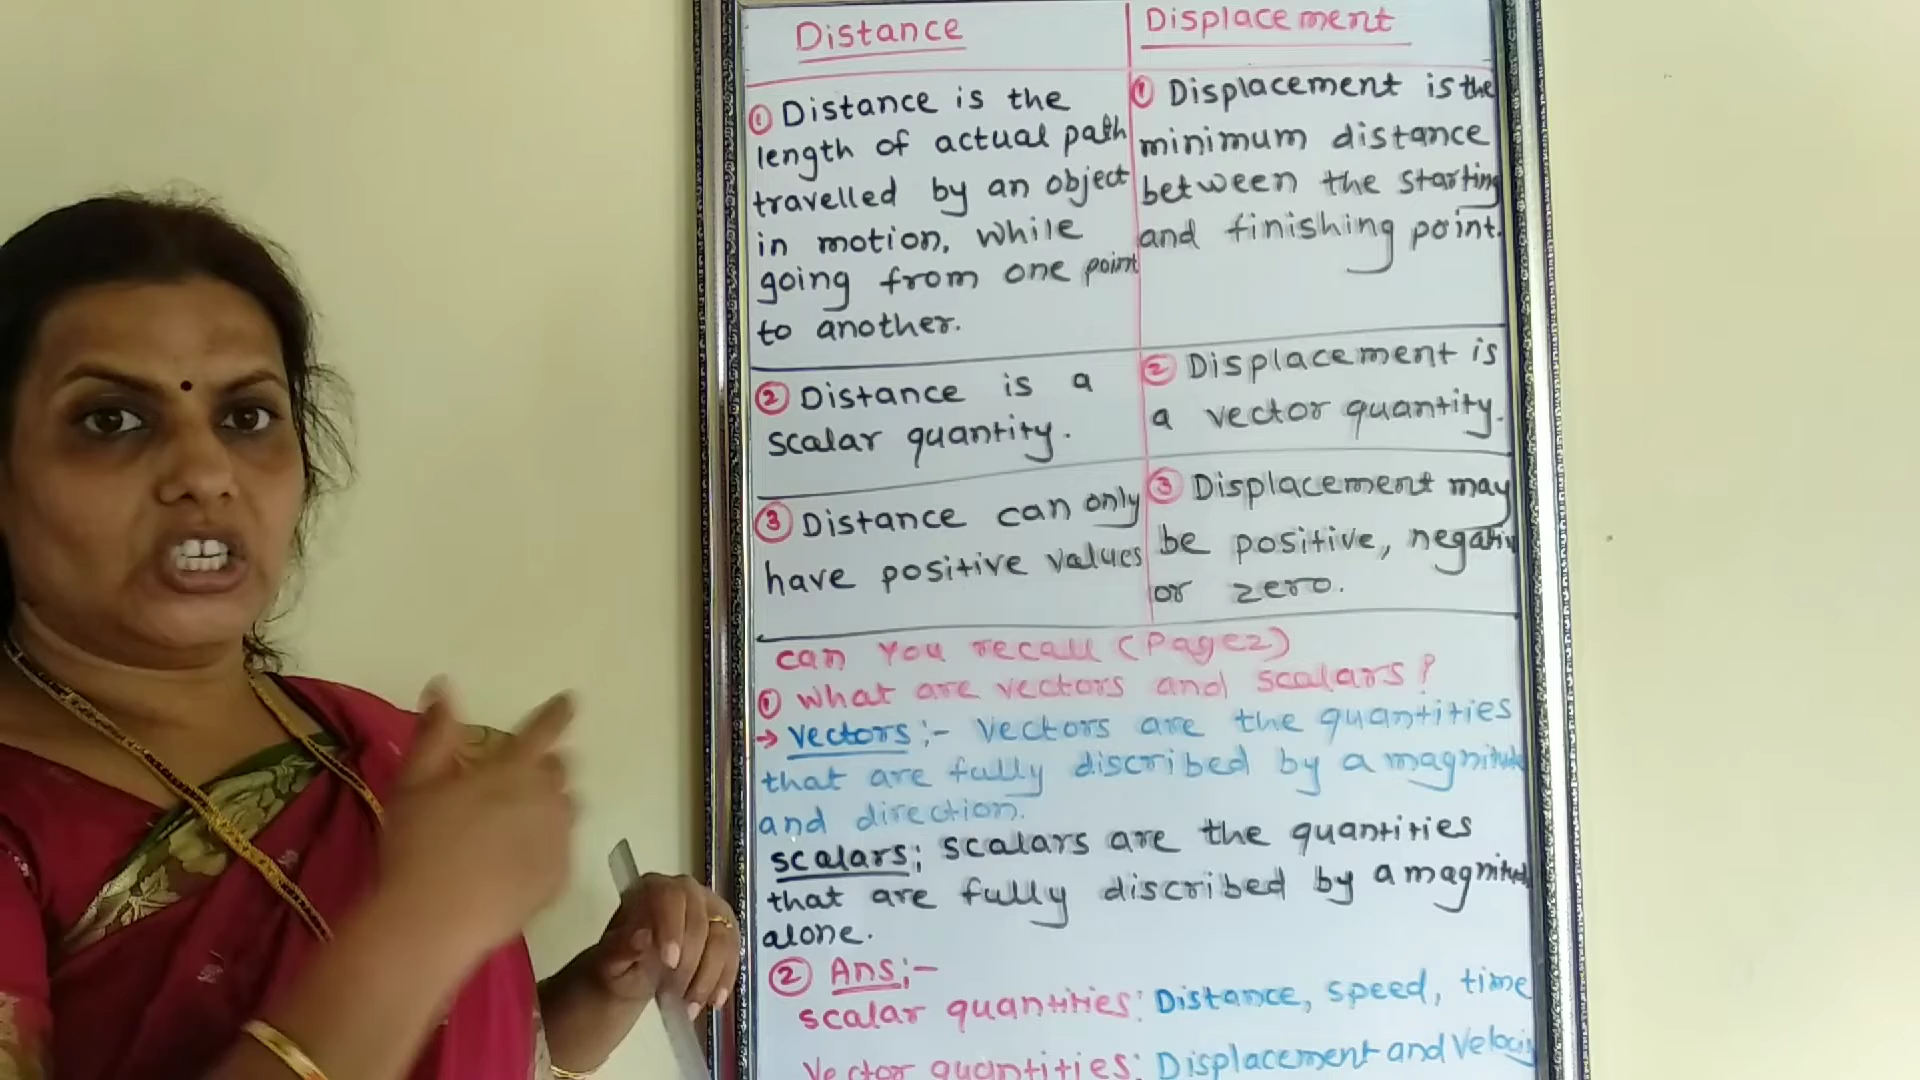 Distance
Displacement
① Distance is the
length of actual path
travelled by an object
in motion, while
going from one point
to another.
① Displacement is the
minimum distance
between the starting
and finishing point.
② Distance is a
scalar quantity.
② Displacement is
a vector quantity.
③ Distance can only
have positive values
③ Displacement may
be positive, negativ
or zero.
can you recall (Page2)
① what are vectors and scalars?
→ vectors:- vectors are the quantities
that are fully discribed by a magnitude
and direction.
scalars; scalars are the quantities
that are fully discribed by a magnitud
alone.
② Ans;-
scalar quantities: Distance, speed, time
Vector quantities: Displacement and Veloci